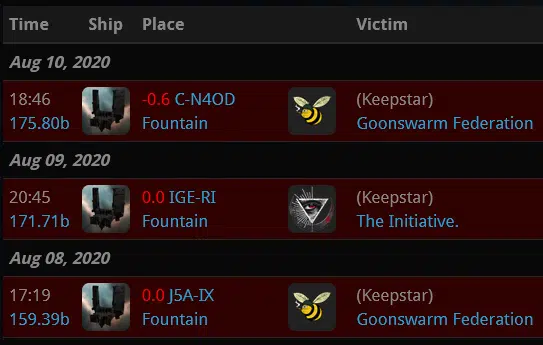 Time Ship Place Victim
Aug 10, 2020
18:46 -0.6 C-N4OD (Keepstar)
175.80b Fountain Goonswarm Federation
Aug 09, 2020
20:45 0.0 IGE-RI (Keepstar)
171.71b Fountain The Initiative.
Aug 08, 2020
17:19 0.0 J5A-IX (Keepstar)
159.39b Fountain Goonswarm Federation